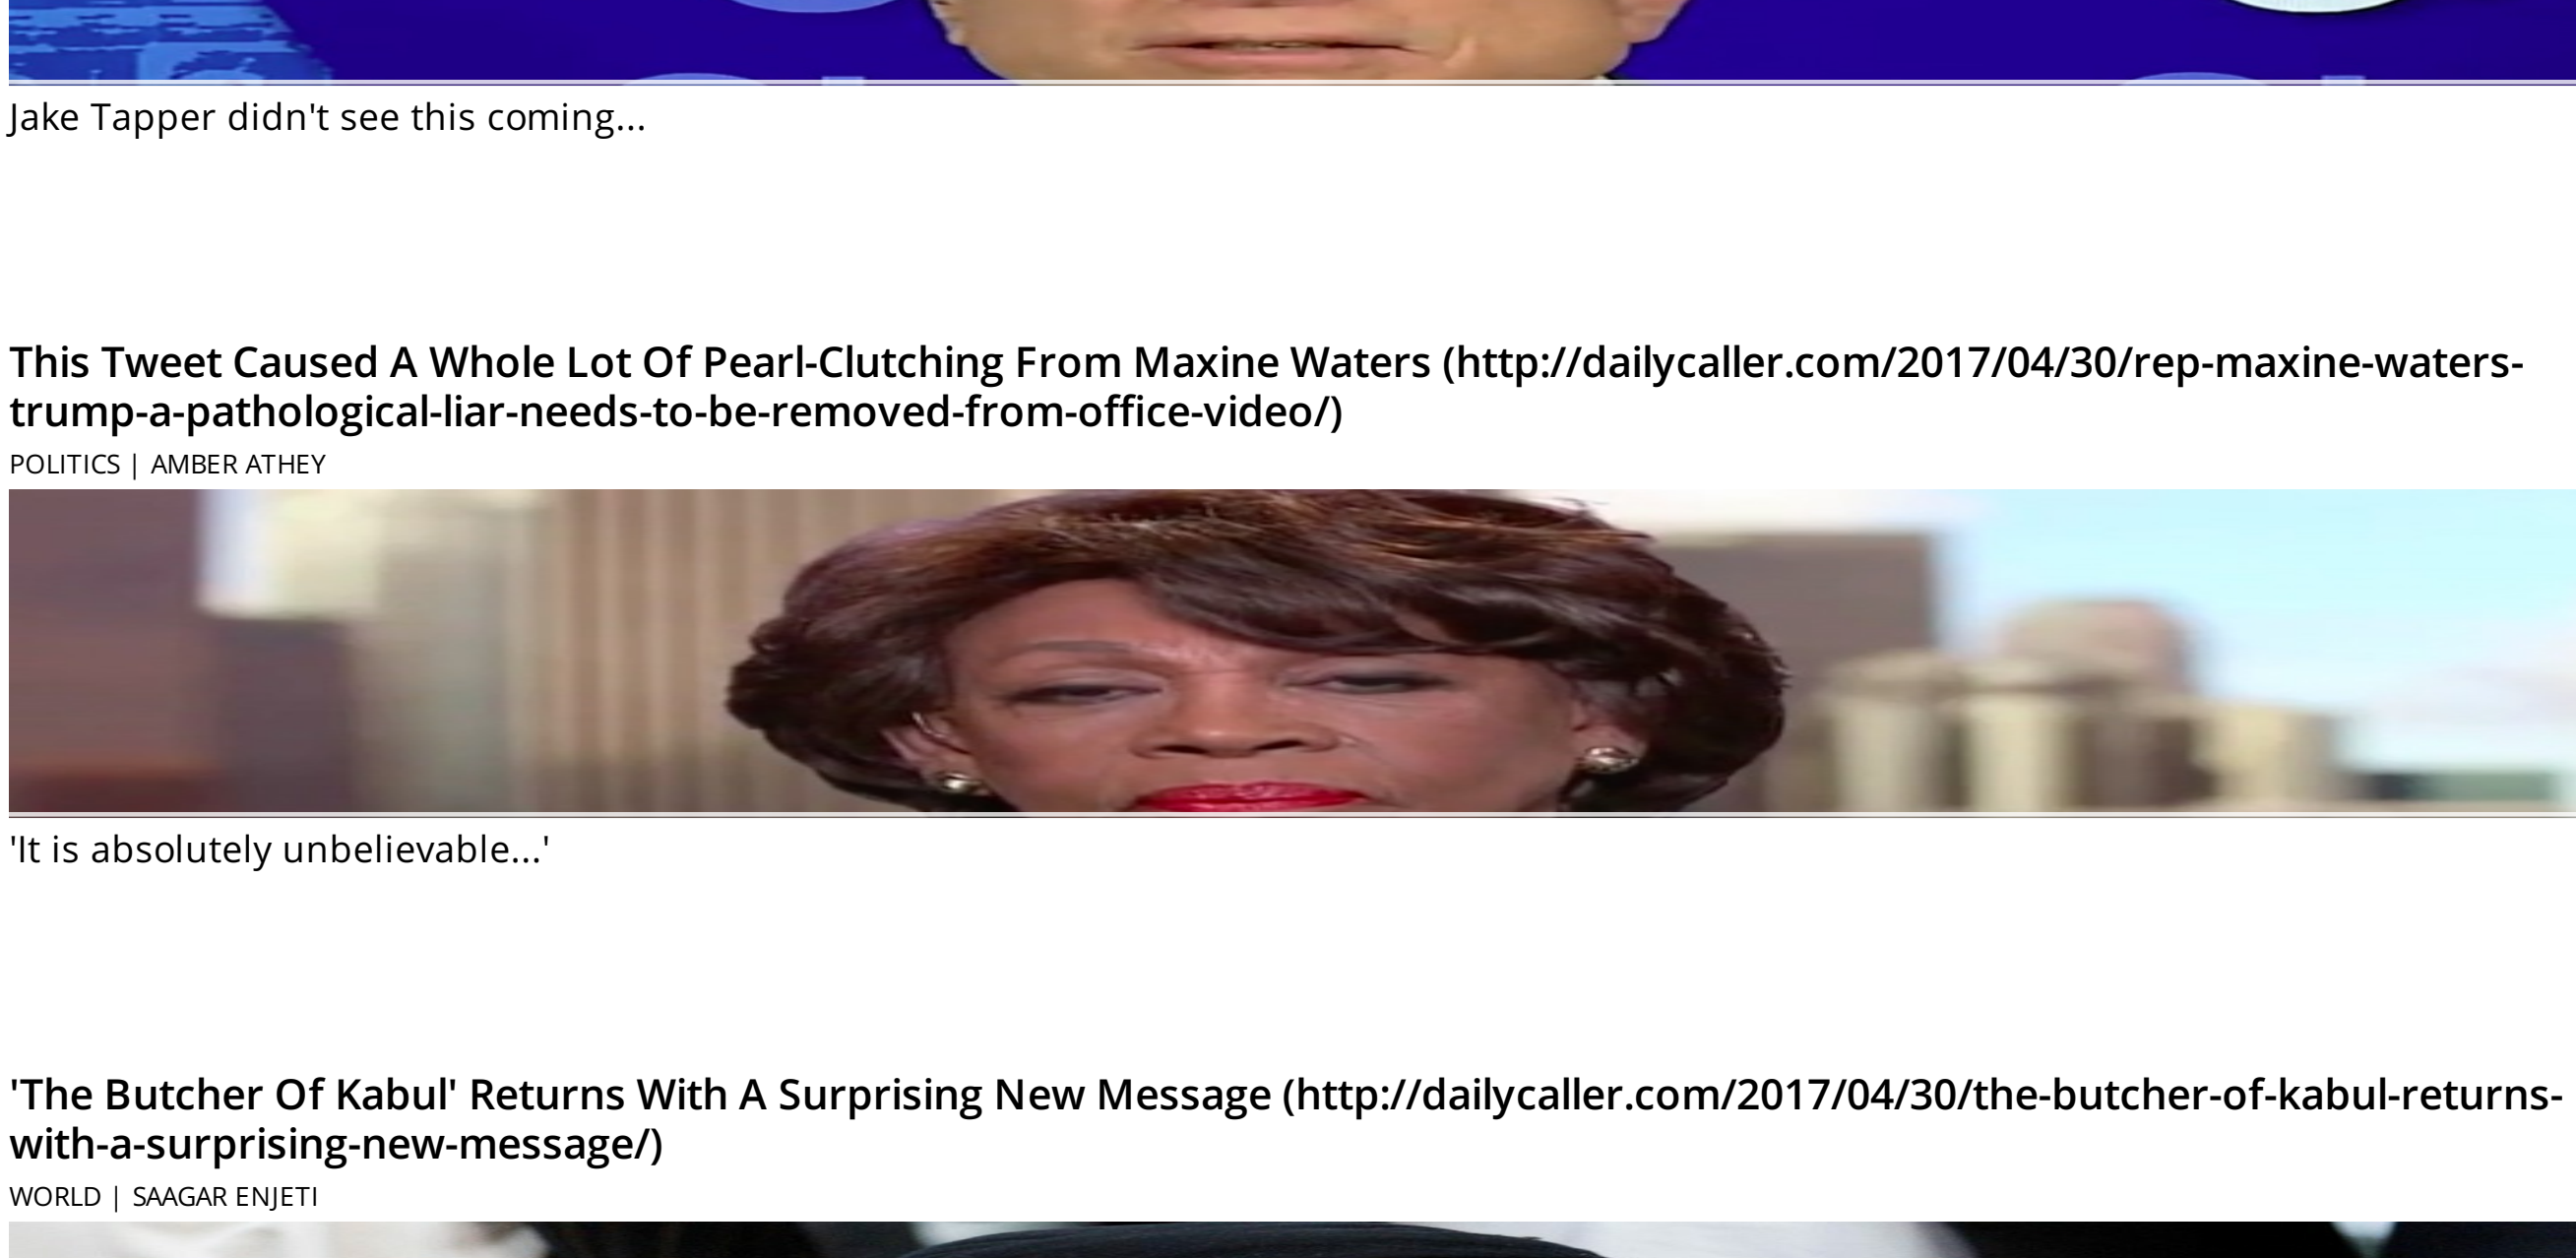 Jake Tapper didn't see this coming...
This Tweet Caused A Whole Lot Of Pearl-Clutching From Maxine Waters (http://dailycaller.com/2017/04/30/rep-maxine-waters-
trump-a-pathological-liar-needs-to-be-removed-from-office-video/)
POLITICS | AMBER ATHEY
'It is absolutely unbelievable...'
'The Butcher Of Kabul' Returns With A Surprising New Message (http://dailycaller.com/2017/04/30/the-butcher-of-kabul-returns-
with-a-surprising-new-message/)
WORLD | SAAGAR ENJETI